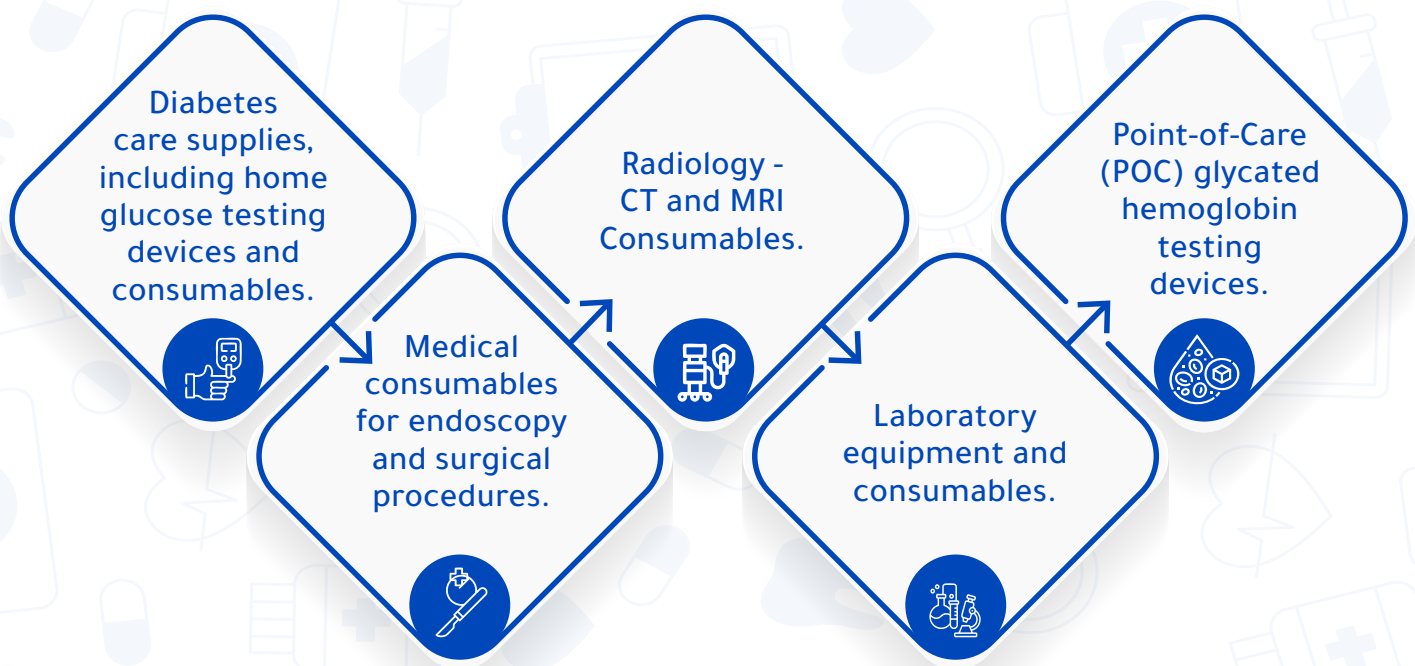 Diabetes
care supplies,
including home
glucose testing
devices and
consumables.
Medical
consumables
for endoscopy
and surgical
procedures.
Radiology -
CT and MRI
Consumables.
Laboratory
equipment and
consumables.
Point-of-Care
(POC) glycated
hemoglobin
testing
devices.